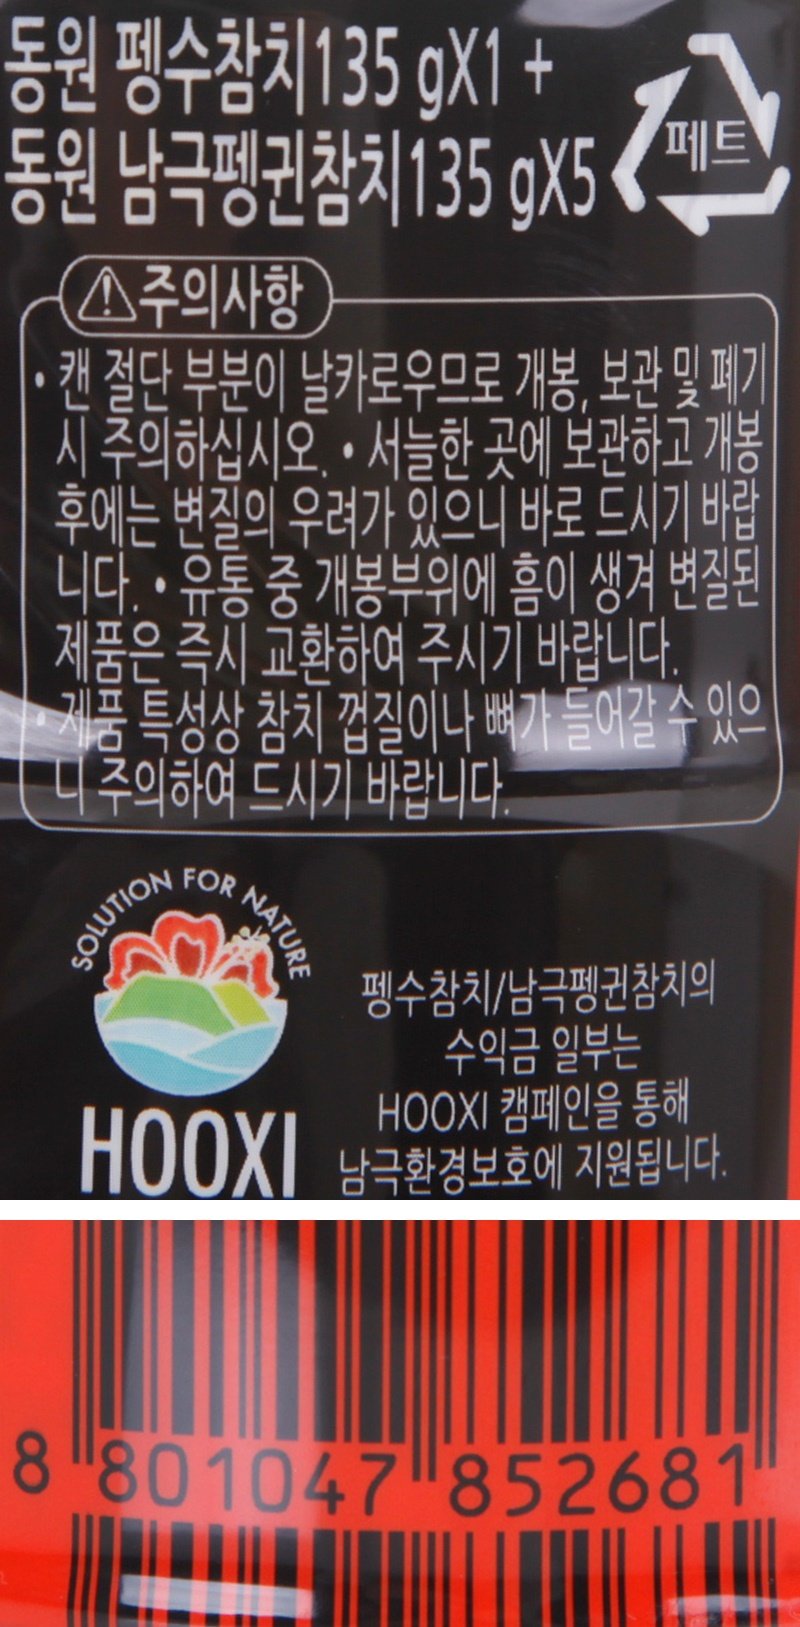 동원 펭수참치135 gX1 +
동원 남극펭귄참치135 gX5
페트
⚠주의사항
• 캔 절단 부분이 날카로우므로 개봉, 보관 및 폐기
시 주의하십시오. • 서늘한 곳에 보관하고 개봉
후에는 변질의 우려가 있으니 바로 드시기 바랍
니다. • 유통 중 개봉부위에 흠이 생겨 변질된
제품은 즉시 교환하여 주시기 바랍니다.
• 제품 특성상 참치 껍질이나 뼈가 들어갈 수 있으
니 주의하여 드시기 바랍니다.
SOLUTION FOR NATURE
HOOXI
펭수참치/남극펭귄참치의
수익금 일부는
HOOXI 캠페인을 통해
남극환경보호에 지원됩니다.
8 801047 852681